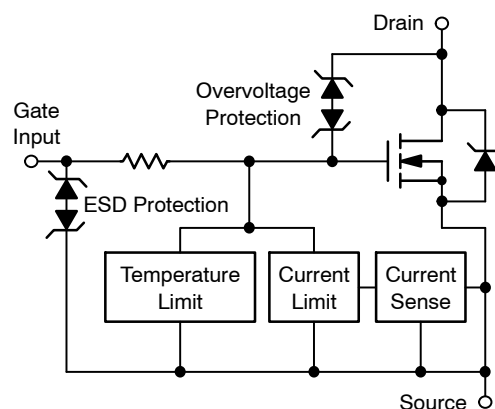 Drain
Overvoltage
Protection
Gate
Input
ESD Protection
Temperature
Limit
Current
Limit
Current
Sense
Source